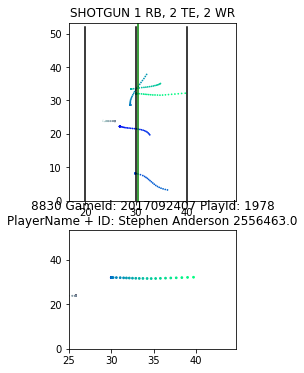 SHOTGUN 1 RB, 2 TE, 2 WR
50
40
30
20
10
0
20 30 40
8830 GameId: 2017092407 PlayId: 1978
PlayerName + ID: Stephen Anderson 2556463.0
40
20
0
25 30 35 40